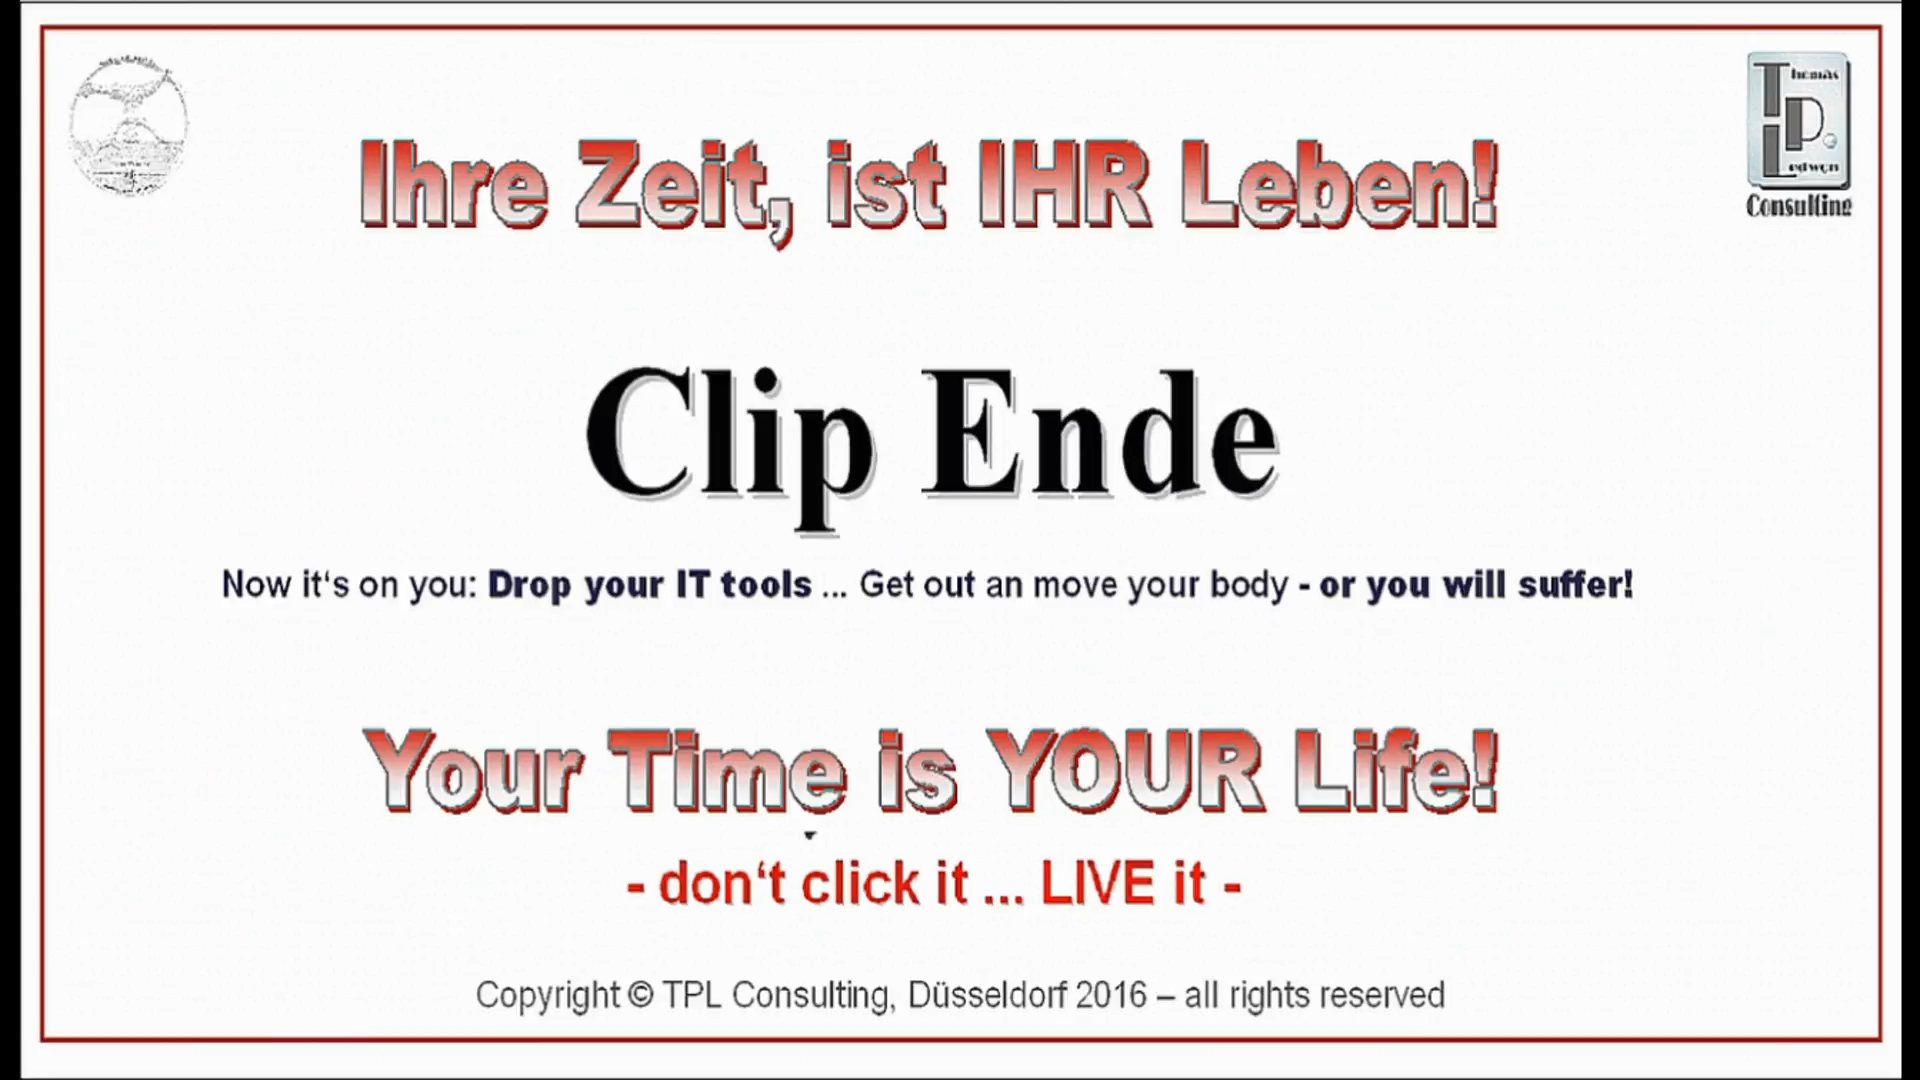 Thomas
P.
Ledwon
Consulting
Ihre Zeit, ist IHR Leben!
Clip Ende
Now it‘s on you: Drop your IT tools ... Get out an move your body - or you will suffer!
Your Time is YOUR Life!
- don‘t click it ... LIVE it -
Copyright © TPL Consulting, Düsseldorf 2016 – all rights reserved